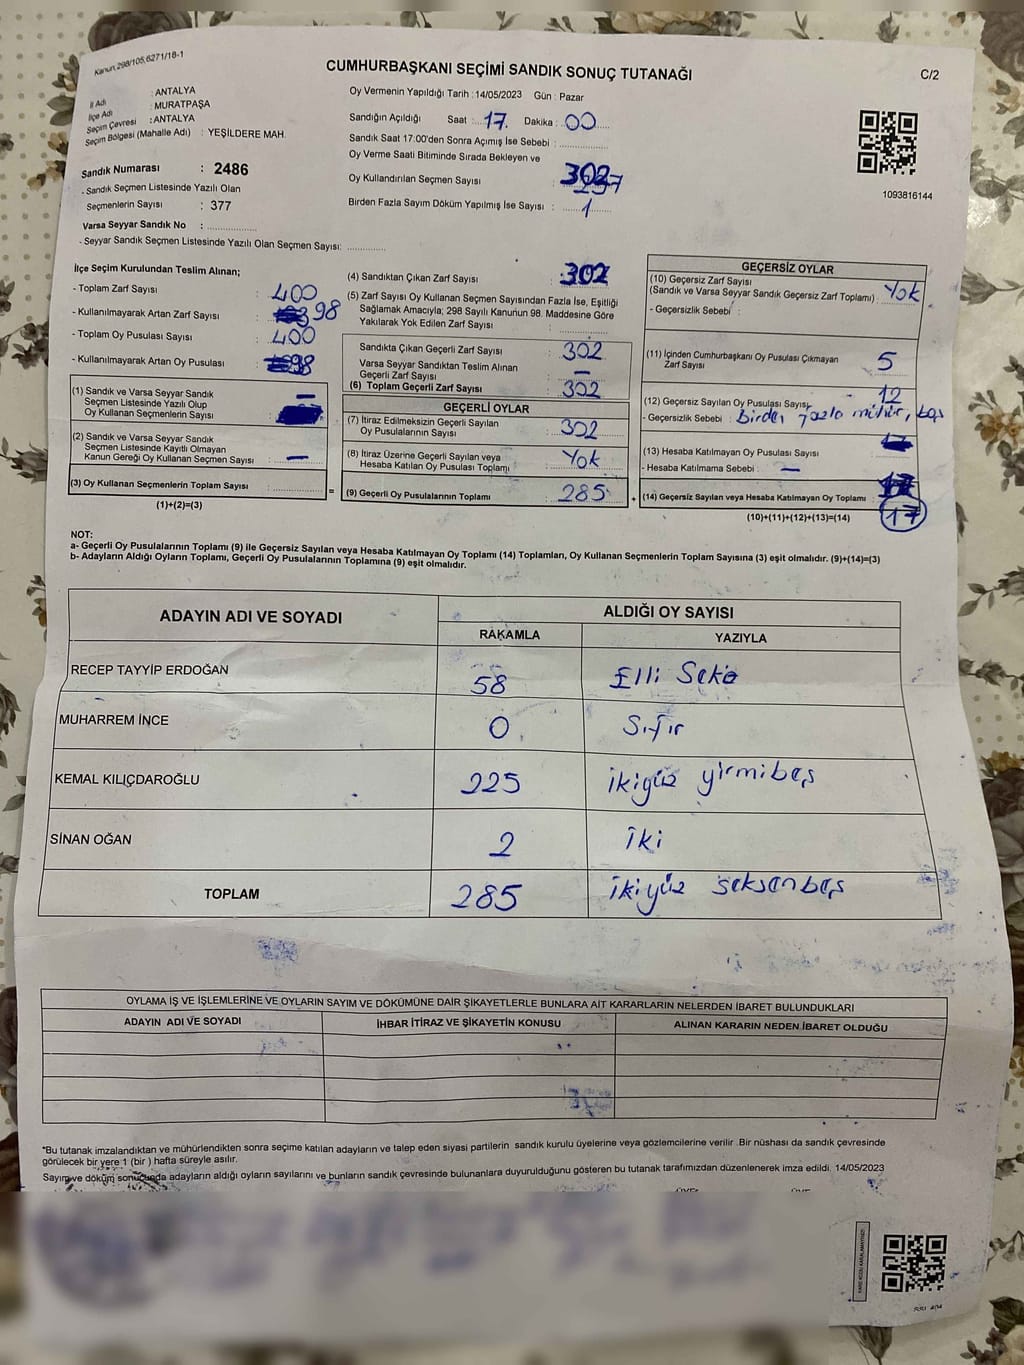 Kanun, 298/105,6271/18-1
CUMHURBAŞKANI SEÇİMİ SANDIK SONUÇ TUTANAĞI
C/2
İl Adı : ANTALYA
İlçe Adı : MURATPAŞA
Seçim Çevresi : ANTALYA
Seçim Bölgesi (Mahalle Adı) : YEŞİLDERE MAH.
Sandık Numarası : 2486
- Sandık Seçmen Listesinde Yazılı Olan
Seçmenlerin Sayısı : 377
Varsa Seyyar Sandık No : ..............
- Seyyar Sandık Seçmen Listesinde Yazılı Olan Seçmen Sayısı: ............
Oy Vermenin Yapıldığı Tarih : 14/05/2023 Gün : Pazar
Sandığın Açıldığı Saat : 17. Dakika : 00
Sandık Saat 17:00'den Sonra Açımış İse Sebebi : ..............
Oy Verme Saati Bitiminde Sırada Bekleyen ve
Oy Kullandırılan Seçmen Sayısı : 302
Birden Fazla Sayım Döküm Yapılmış İse Sayısı : 1
1093816144
İlçe Seçim Kurulundan Teslim Alınan;
- Toplam Zarf Sayısı : 400
- Kullanılmayarak Artan Zarf Sayısı : 98
- Toplam Oy Pusulası Sayısı : 400
- Kullanılmayarak Artan Oy Pusulası : 98
(1) Sandık ve Varsa Seyyar Sandık
Seçmen Listesinde Yazılı Olup
Oy Kullanan Seçmenlerin Sayısı : —
(2) Sandık ve Varsa Seyyar Sandık
Seçmen Listesinde Kayıtlı Olmayan
Kanun Gereği Oy Kullanan Seçmen Sayısı : —
(3) Oy Kullanan Seçmenlerin Toplam Sayısı : .............. =
(1)+(2)=(3)
(4) Sandıktan Çıkan Zarf Sayısı : 302
(5) Zarf Sayısı Oy Kullanan Seçmen Sayısından Fazla İse, Eşitliği
Sağlamak Amacıyla; 298 Sayılı Kanunun 98. Maddesine Göre
Yakılarak Yok Edilen Zarf Sayısı : ..............
Sandıkta Çıkan Geçerli Zarf Sayısı : 302
Varsa Seyyar Sandıktan Teslim Alınan
Geçerli Zarf Sayısı : —
(6) Toplam Geçerli Zarf Sayısı : 302
GEÇERLİ OYLAR
(7) İtiraz Edilmeksizin Geçerli Sayılan
Oy Pusulalarının Sayısı : 302
(8) İtiraz Üzerine Geçerli Sayılan veya
Hesaba Katılan Oy Pusulası Toplamı : Yok
(9) Geçerli Oy Pusulalarının Toplamı : 285 +
GEÇERSİZ OYLAR
(10) Geçersiz Zarf Sayısı
(Sandık ve Varsa Seyyar Sandık Geçersiz Zarf Toplamı) : Yok
- Geçersizlik Sebebi :
(11) İçinden Cumhurbaşkanı Oy Pusulası Çıkmayan
Zarf Sayısı : 5
(12) Geçersiz Sayılan Oy Pusulası Sayısı : 12
- Geçersizlik Sebebi : birden fazla mühür, boş
(13) Hesaba Katılmayan Oy Pusulası Sayısı :
- Hesaba Katılmama Sebebi : —
(14) Geçersiz Sayılan veya Hesaba Katılmayan Oy Toplamı : 17
(10)+(11)+(12)+(13)=(14) 17
NOT:
a- Geçerli Oy Pusulalarının Toplamı (9) ile Geçersiz Sayılan veya Hesaba Katılmayan Oy Toplamı (14) Toplamları, Oy Kullanan Seçmenlerin Toplam Sayısına (3) eşit olmalıdır. (9)+(14)=(3)
b- Adayların Aldığı Oyların Toplamı, Geçerli Oy Pusulalarının Toplamına (9) eşit olmalıdır.
ADAYIN ADI VE SOYADI
ALDIĞI OY SAYISI
RAKAMLA YAZIYLA
RECEP TAYYİP ERDOĞAN 58 Elli Sekiz
MUHARREM İNCE 0 Sıfır
KEMAL KILIÇDAROĞLU 225 ikiyüz yirmibeş
SİNAN OĞAN 2 iki
TOPLAM 285 ikiyüz seksenbeş
OYLAMA İŞ VE İŞLEMLERİNE VE OYLARIN SAYIM VE DÖKÜMÜNE DAİR ŞİKAYETLERLE BUNLARA AİT KARARLARIN NELERDEN İBARET BULUNDUKLARI
ADAYIN ADI VE SOYADI İHBAR İTİRAZ VE ŞİKAYETİN KONUSU ALINAN KARARIN NEDEN İBARET OLDUĞU
*Bu tutanak imzalandıktan ve mühürlendikten sonra seçime katılan adayların ve talep eden siyasi partilerin sandık kurulu üyelerine veya gözlemcilerine verilir .Bir nüshası da sandık çevresinde
görülecek bir yere 1 (bir ) hafta süreyle asılır.
Sayım ve döküm sonucunda adayların aldığı oyların sayılarını ve bunların sandık çevresinde bulunanlara duyurulduğunu gösteren bu tutanak tarafımızdan düzenlenerek imza edildi. 14/05/2023